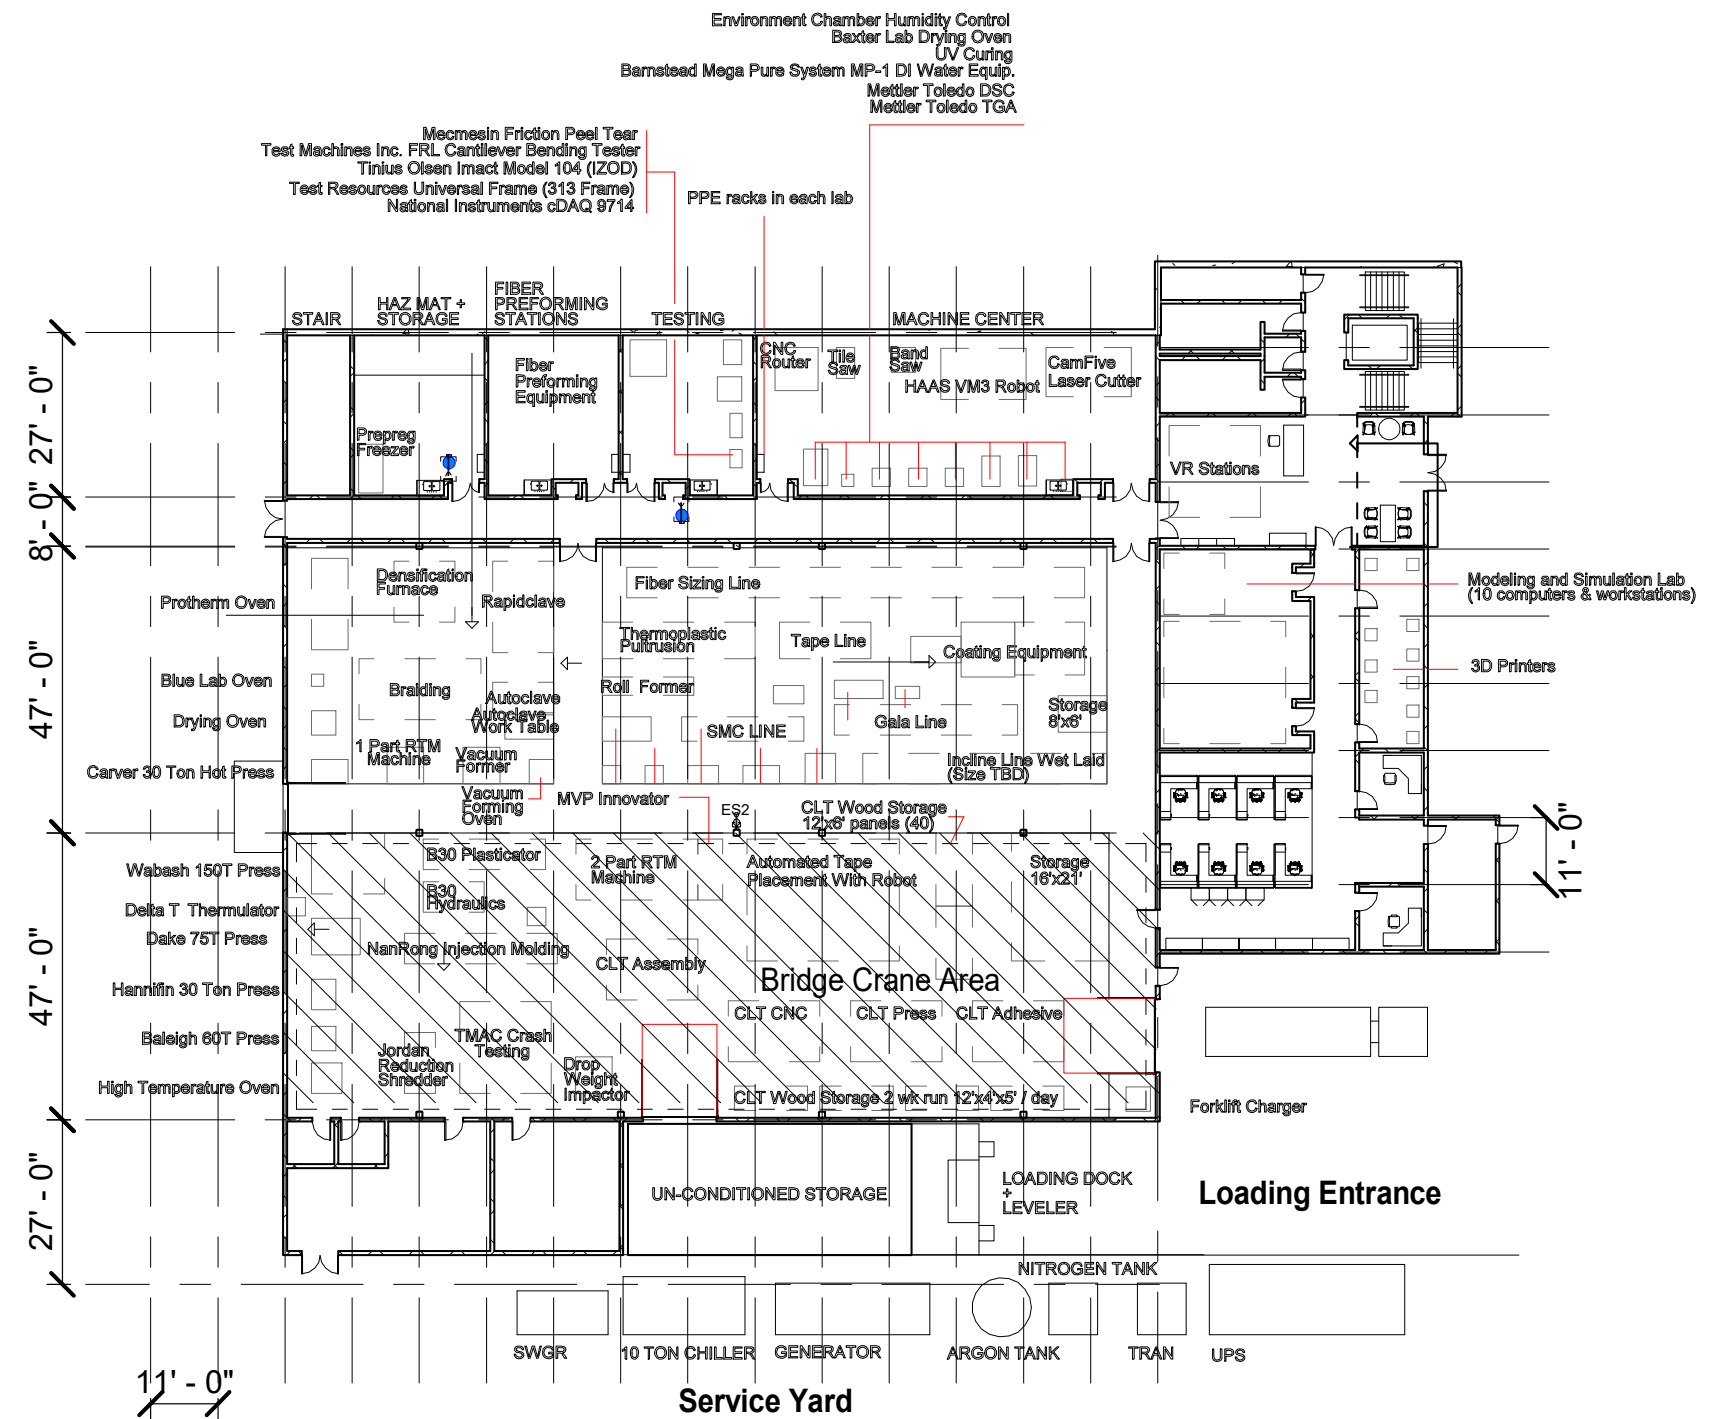 Environment Chamber Humidity Control
Baxter Lab Drying Oven
UV Curing
Barnstead Mega Pure System MP-1 DI Water Equip.
Mettler Toledo DSC
Mettler Toledo TGA
Mecmesin Friction Peel Tear
Test Machines Inc. FRL Cantilever Bending Tester
Tinius Olsen Imact Model 104 (IZOD)
Test Resources Universal Frame (313 Frame)
National Instruments cDAQ 9714
PPE racks in each lab
STAIR
HAZ MAT +
STORAGE
FIBER
PREFORMING
STATIONS
TESTING
MACHINE CENTER
27' - 0"
8' - 0"
47' - 0"
47' - 0"
27' - 0"
Fiber
Preforming
Equipment
Prepreg
Freezer
CNC
Router
Tile
Saw
Band
Saw
HAAS VM3 Robot
CamFive
Laser Cutter
VR Stations
Densification
Furnace
Rapidclave
Fiber Sizing Line
Modeling and Simulation Lab
(10 computers & workstations)
Protherm Oven
Thermoplastic
Pultrusion
Tape Line
Coating Equipment
3D Printers
Blue Lab Oven
Braiding
Roll Former
Autoclave
Autoclave
Work Table
Storage
8'x6'
Drying Oven
SMC LINE
Gala Line
1 Part RTM
Machine
Vacuum
Former
Incline Line Wet Laid
(Size TBD)
Carver 30 Ton Hot Press
Vacuum
Forming
Oven
MVP Innovator
ES2
CLT Wood Storage
12'x6' panels (40)
11' - 0"
Wabash 150T Press
B30 Plasticator
2 Part RTM
Machine
Automated Tape
Placement With Robot
Storage
16'x21'
B30
Hydraulics
Delta T Thermulator
Dake 75T Press
NanRong Injection Molding
CLT Assembly
Bridge Crane Area
Hannifin 30 Ton Press
CLT CNC
CLT Press
CLT Adhesive
Baleigh 60T Press
TMAC Crash
Testing
Jordan
Reduction
Shredder
Drop
Weight
Impactor
High Temperature Oven
CLT Wood Storage 2 wk run 12'x4'x5' / day
Forklift Charger
UN-CONDITIONED STORAGE
LOADING DOCK
+
LEVELER
Loading Entrance
NITROGEN TANK
SWGR
10 TON CHILLER
GENERATOR
ARGON TANK
TRAN
UPS
11' - 0"
Service Yard